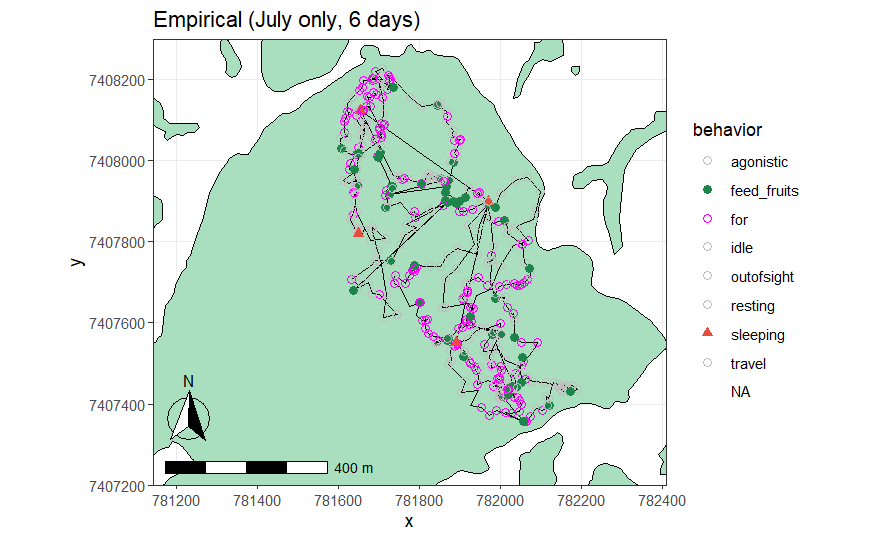 Empirical (July only, 6 days)
7408200
7408000
7407800
7407600
7407400
7407200
y
N
400 m
781200 781400 781600 781800 782000 782200 782400
x
behavior
agonistic
feed_fruits
for
idle
outofsight
resting
sleeping
travel
NA